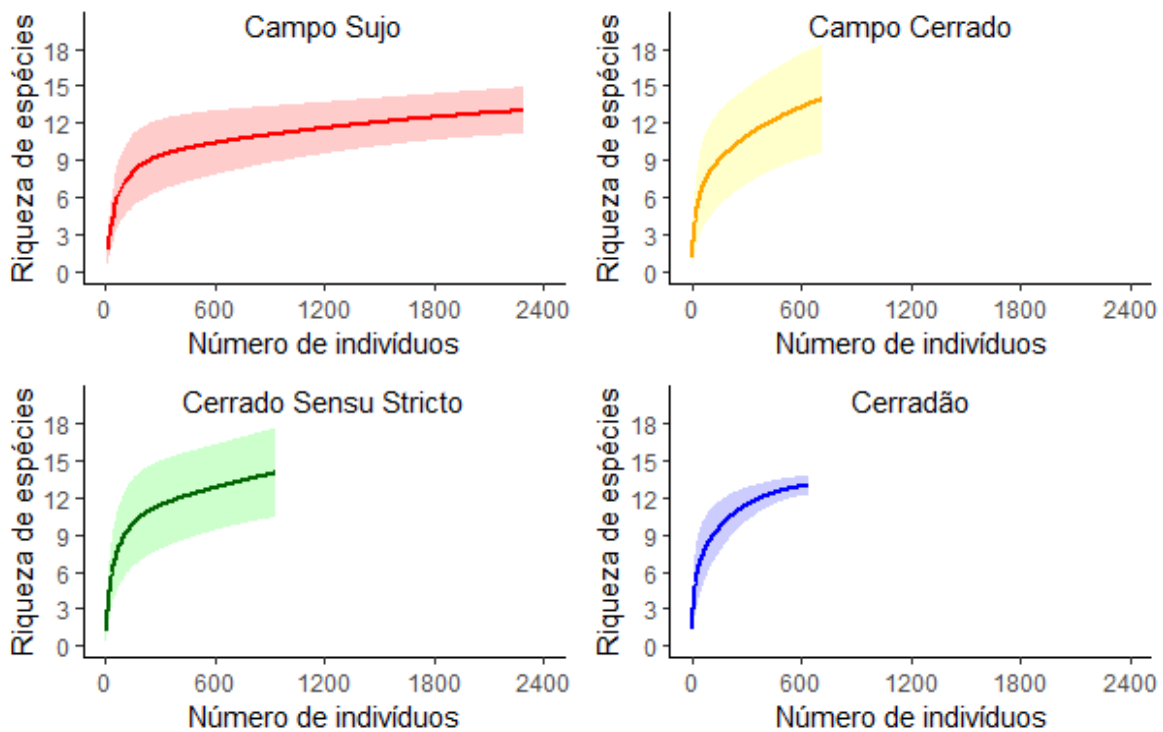 Campo Sujo
Riqueza de espécies
18
15
12
9
6
3
0
0 600 1200 1800 2400
Número de indivíduos
Campo Cerrado
Riqueza de espécies
18
15
12
9
6
3
0
0 600 1200 1800 2400
Número de indivíduos
Cerrado Sensu Stricto
Riqueza de espécies
18
15
12
9
6
3
0
0 600 1200 1800 2400
Número de indivíduos
Cerradão
Riqueza de espécies
18
15
12
9
6
3
0
0 600 1200 1800 2400
Número de indivíduos